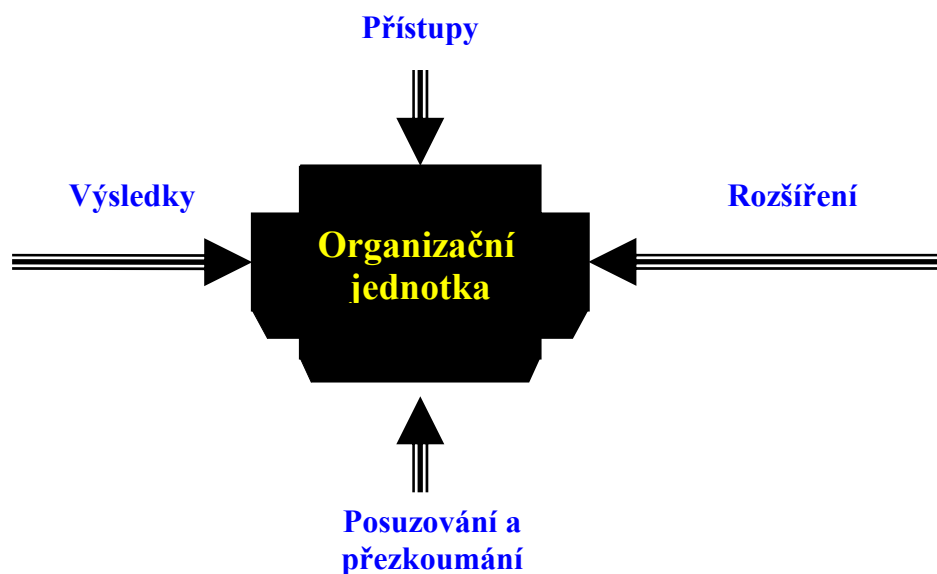 Přístupy
Výsledky
Rozšíření
Organizační
jednotka
Posuzování a
přezkoumání